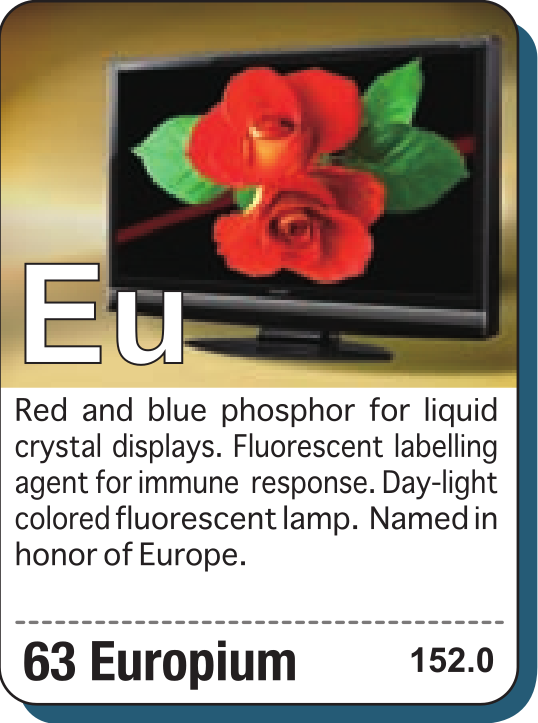 Eu
Red and blue phosphor for liquid
crystal displays. Fluorescent labelling
agent for immune response. Day-light
colored fluorescent lamp. Named in
honor of Europe.
63 Europium 152.0